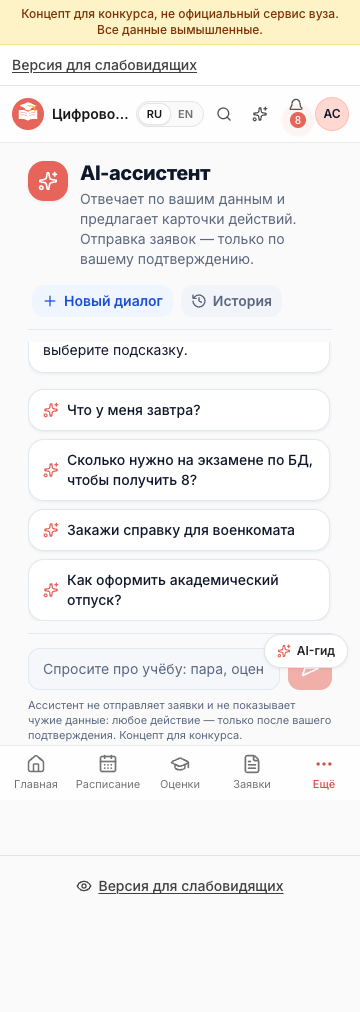 Концепт для конкурса, не официальный сервис вуза.
Все данные вымышленные.
Версия для слабовидящих
Цифрово...
RU
EN
8
АС
AI-ассистент
Отвечает по вашим данным и
предлагает карточки действий.
Отправка заявок — только по
вашему подтверждению.
Новый диалог
История
выберите подсказку.
Что у меня завтра?
Сколько нужно на экзамене по БД,
чтобы получить 8?
Закажи справку для военкомата
Как оформить академический
отпуск?
AI-гид
Спросите про учёбу: пара, оцен
Ассистент не отправляет заявки и не показывает
чужие данные: любое действие — только после вашего
подтверждения. Концепт для конкурса.
Главная
Расписание
Оценки
Заявки
Ещё
Версия для слабовидящих